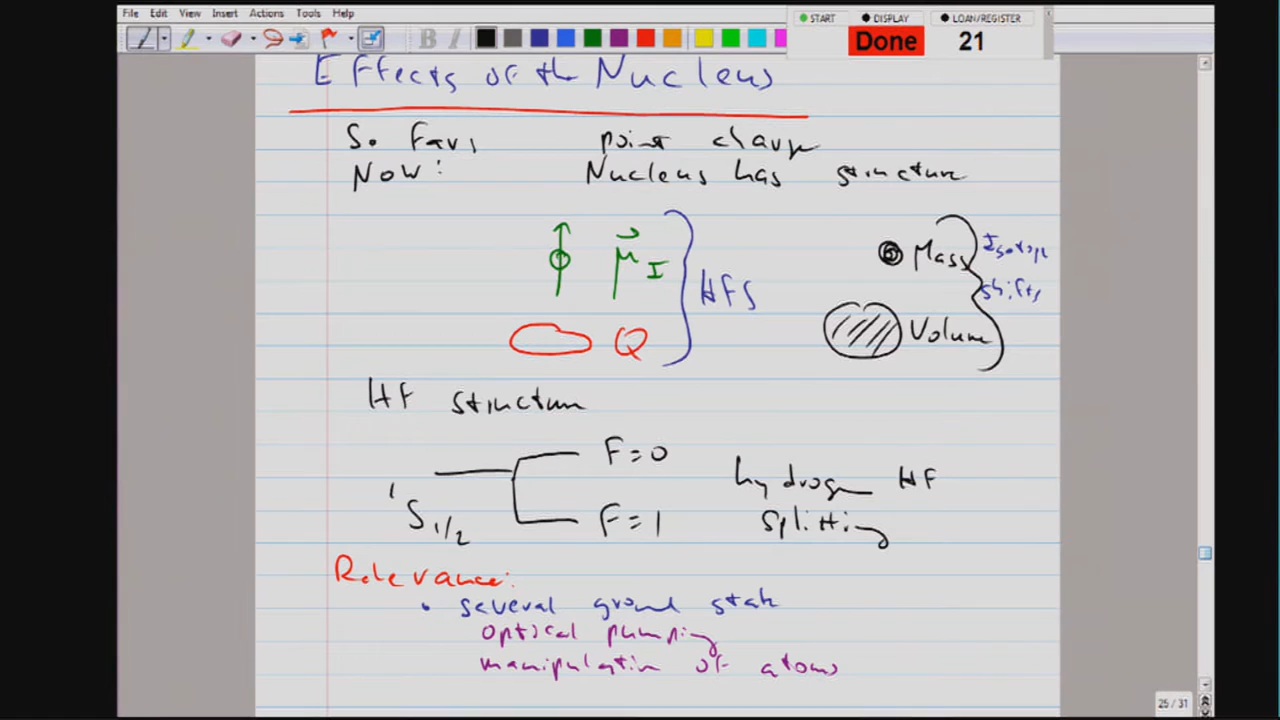 File Edit View Insert Actions Tools Help
START DISPLAY LOAN/REGISTER
Done 21
B I
Effects of the Nucleus
So far: point charge
Now: Nucleus has structure
μ I
HFS
Q
Mass
Volume
Isotope
shifts
HF structure
F=0
F=1
1 S 1/2
hydrogen HF
splitting
Relevance:
• several ground state
optical pumping
manipulation of atoms
25 / 31